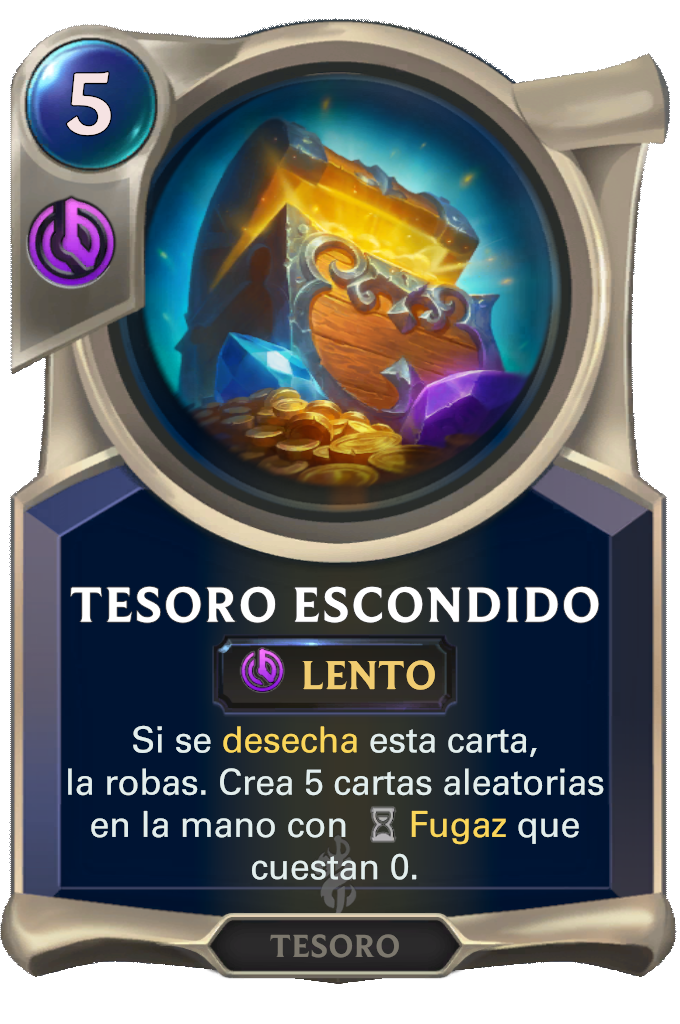 5
TESORO ESCONDIDO
LENTO
Si se desecha esta carta,
la robas. Crea 5 cartas aleatorias
en la mano con Fugaz que
cuestan 0.
TESORO